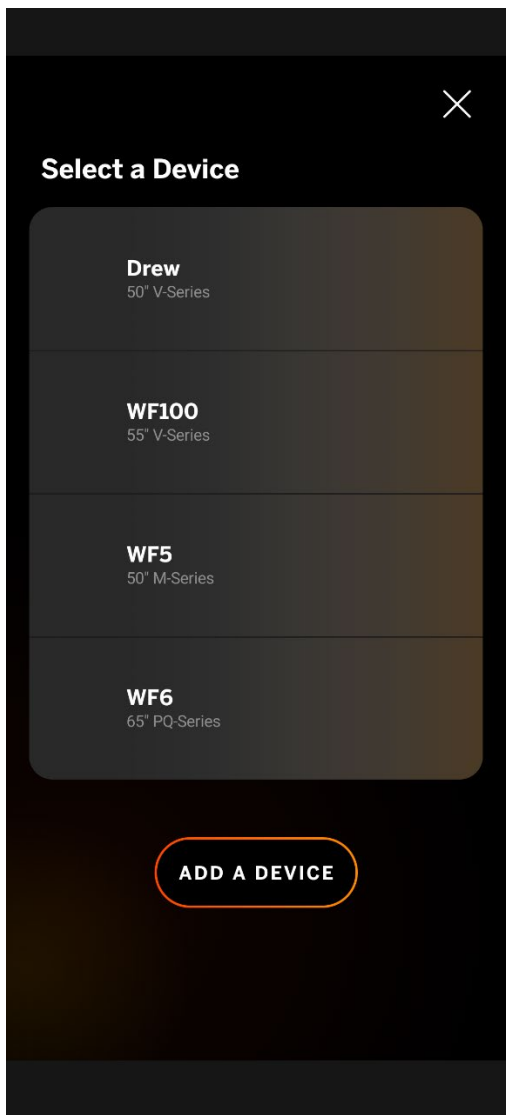 Select a Device
Drew
50" V-Series
WF100
55" V-Series
WF5
50" M-Series
WF6
65" PQ-Series
ADD A DEVICE